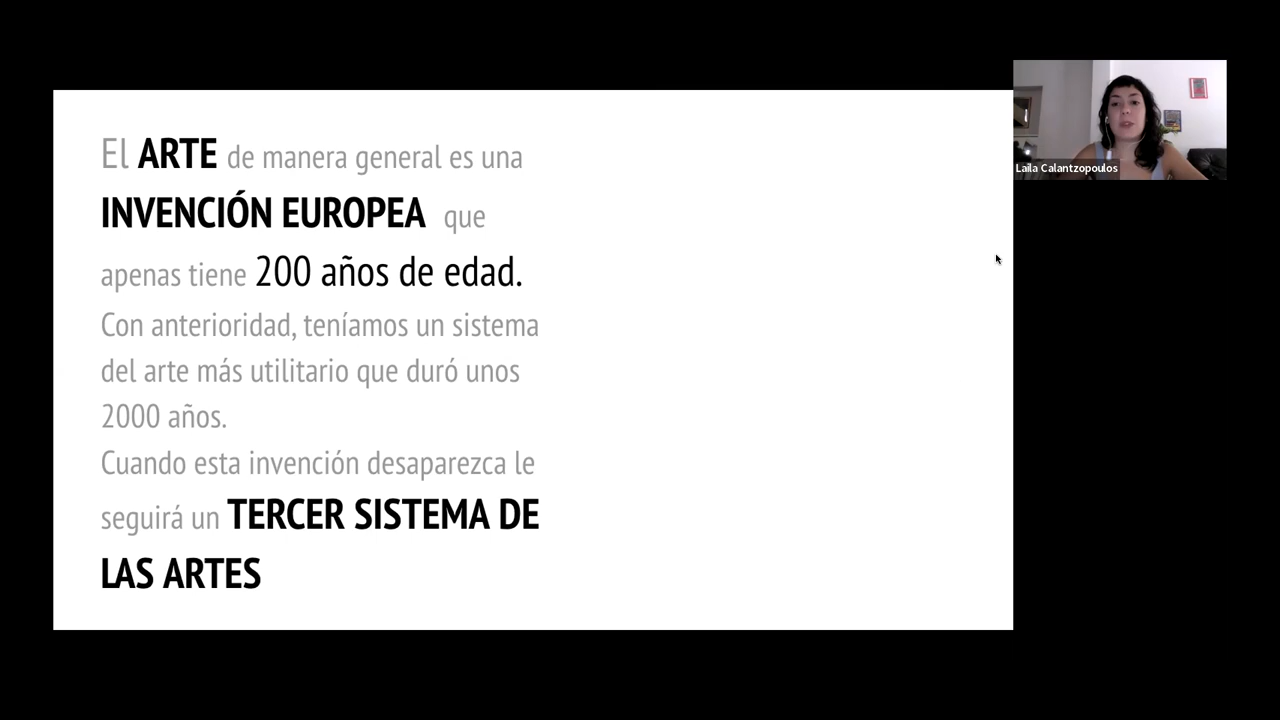 El ARTE de manera general es una
INVENCIÓN EUROPEA que
apenas tiene 200 años de edad.
Con anterioridad, teníamos un sistema
del arte más utilitario que duró unos
2000 años.
Cuando esta invención desaparezca le
seguirá un TERCER SISTEMA DE
LAS ARTES
Laila Calantzopoulos